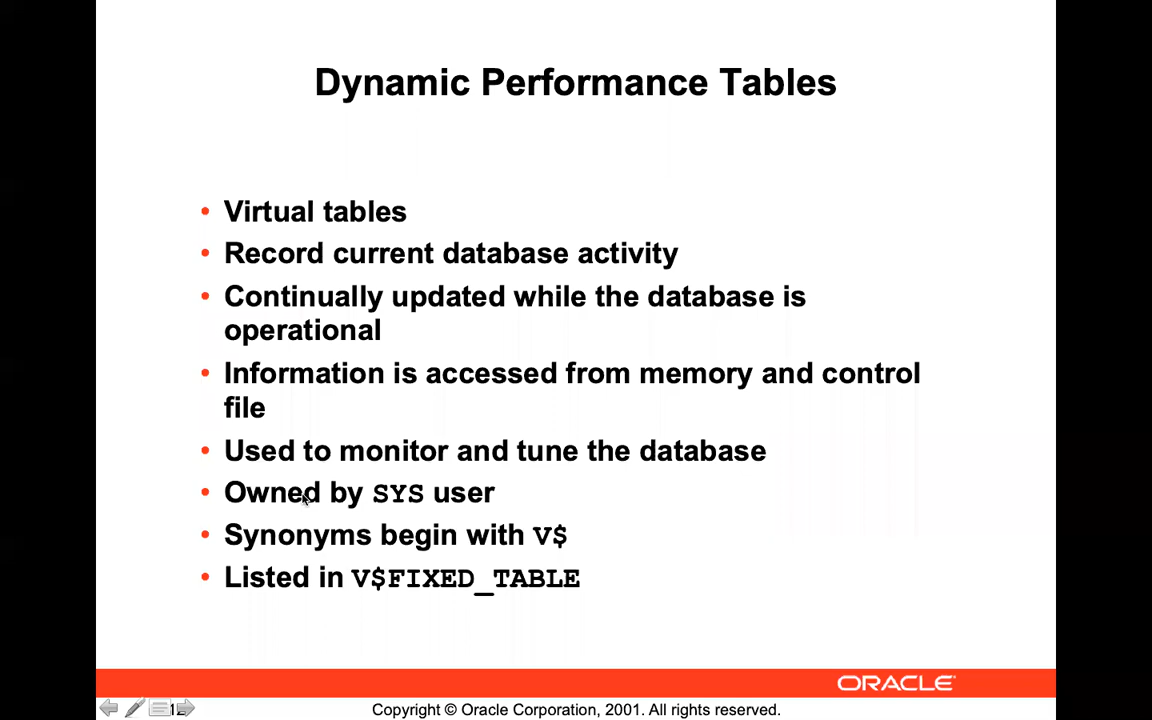 Dynamic Performance Tables
• Virtual tables
• Record current database activity
• Continually updated while the database is
operational
• Information is accessed from memory and control
file
• Used to monitor and tune the database
• Owned by SYS user
• Synonyms begin with V$
• Listed in V$FIXED_TABLE
ORACLE
Copyright © Oracle Corporation, 2001. All rights reserved.